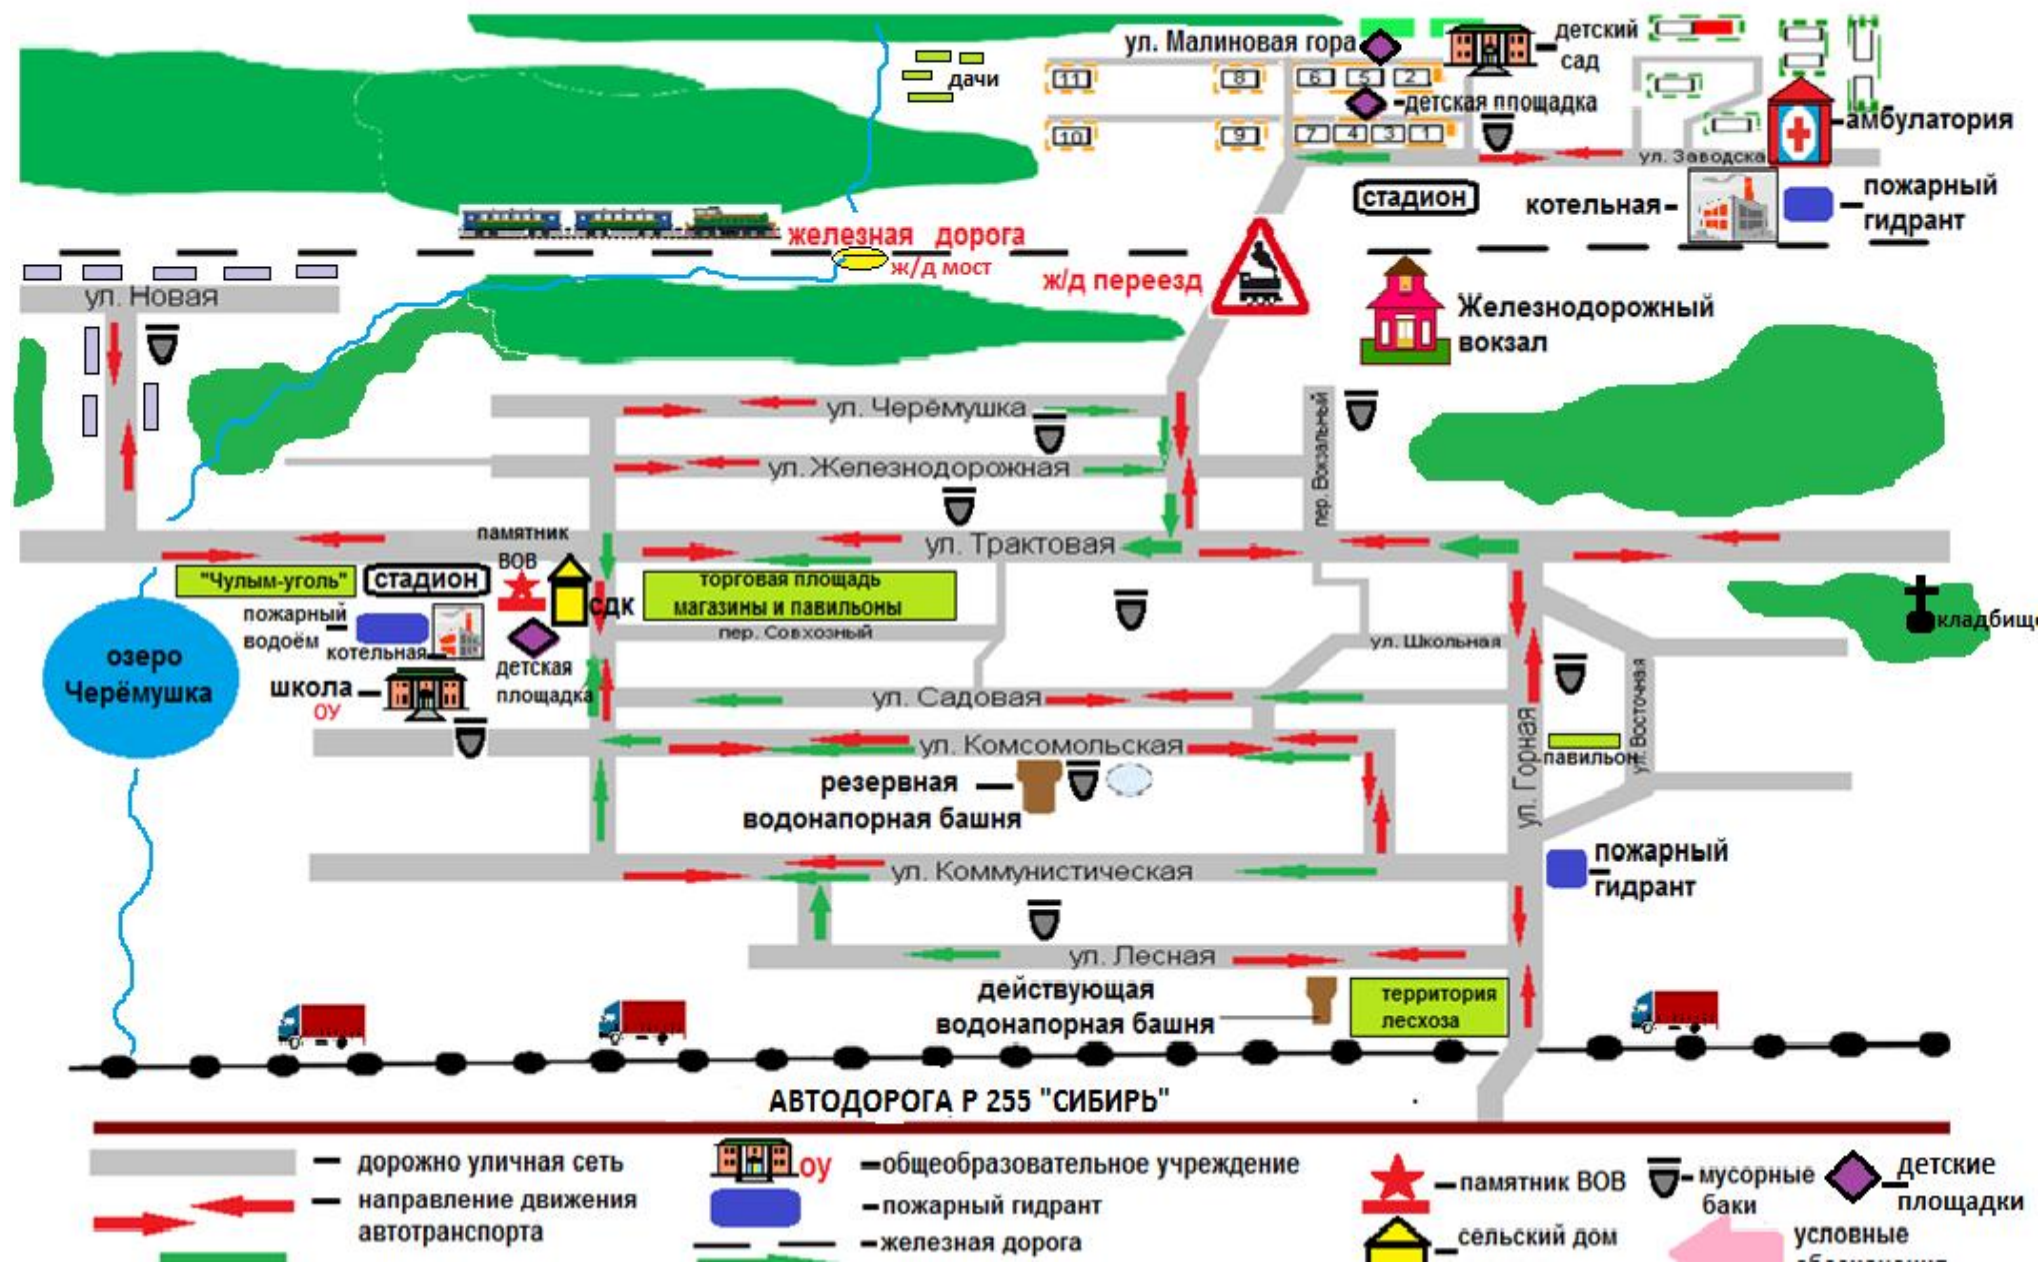 ул. Малиновая гора
детский
сад
дачи
11
8
6
5
2
детская площадка
10
9
7
4
3
1
амбулатория
ул. Заводска
стадион
котельная
пожарный
гидрант
железная дорога
ж/д мост
ж/д переезд
ул. Новая
Железнодорожный
вокзал
ул. Черёмушка
ул. Железнодорожная
пер. Вокзальный
памятник
ВОВ
ул. Трактовая
"Чулым-уголь"
стадион
СДК
торговая площадь
магазины и павильоны
пожарный
водоём
котельная
пер. Совхозный
ул. Школьная
кладбище
озеро
Черёмушка
школа
ОУ
детская
площадка
ул. Садовая
ул. Восточная
ул. Горная
павильон
ул. Комсомольская
резервная
водонапорная башня
пожарный
гидрант
ул. Коммунистическая
ул. Лесная
действующая
водонапорная башня
территория
лесхоза
АВТОДОРОГА Р 255 "СИБИРЬ"
дорожно уличная сеть
оу
общеобразовательное учреждение
памятник ВОВ
мусорные
баки
детские
площадки
направление движения
автотранспорта
пожарный гидрант
железная дорога
сельский дом
условные